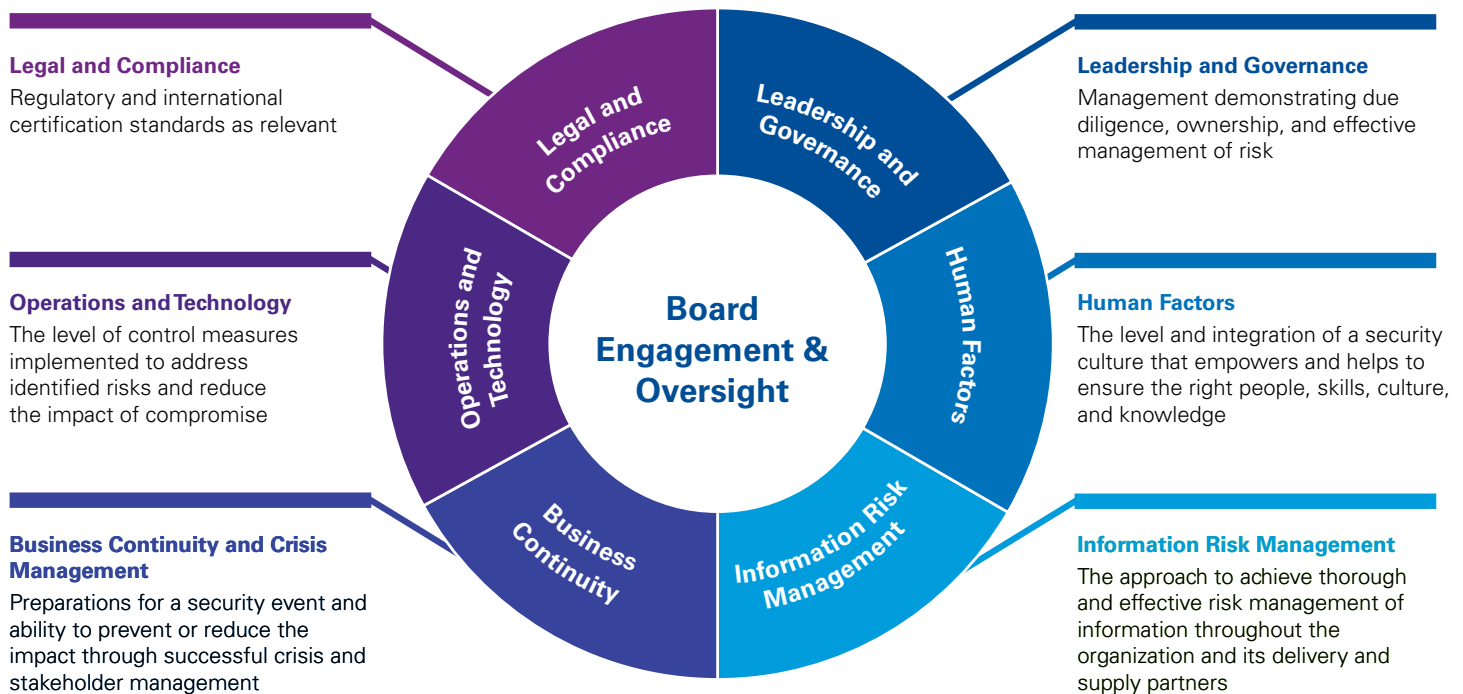 Legal and Compliance
Regulatory and international
certification standards as relevant
Operations and Technology
The level of control measures
implemented to address
identified risks and reduce
the impact of compromise
Business Continuity and Crisis
Management
Preparations for a security event and
ability to prevent or reduce the
impact through successful crisis and
stakeholder management
Legal and
Compliance
Leadership and
Governance
Operations and
Technology
Board
Engagement &
Oversight
Human Factors
Business
Continuity
Information Risk
Management
Leadership and Governance
Management demonstrating due
diligence, ownership, and effective
management of risk
Human Factors
The level and integration of a security
culture that empowers and helps to
ensure the right people, skills, culture,
and knowledge
Information Risk Management
The approach to achieve thorough
and effective risk management of
information throughout the
organization and its delivery and
supply partners